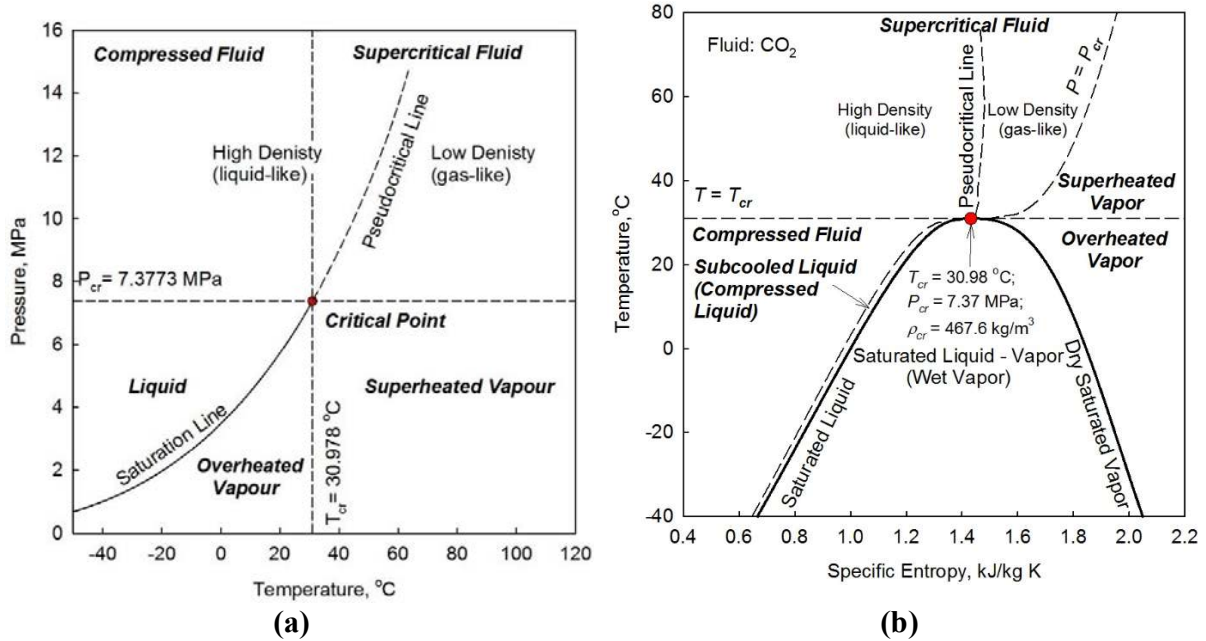 16
14
12
10
8
6
4
2
0
Pressure, MPa
Compressed Fluid
Supercritical Fluid
High Denisty
(liquid-like)
Pseudocritical Line
Low Denisty
(gas-like)
Pcr= 7.3773 MPa
Critical Point
Liquid
Superheated Vapour
Saturation Line
Overheated
Vapour
Tcr = 30.978 °C
-40 -20 0 20 40 60 80 100 120
Temperature, °C
(a)
80
60
40
20
0
-20
-40
Temperature, °C
Fluid: CO2
Supercritical Fluid
High Density
(liquid-like)
Pseudocritical Line
Low Density
(gas-like)
P = Pcr
T = Tcr
Superheated
Vapor
Compressed Fluid
Overheated
Vapor
Subcooled Liquid
(Compressed
Liquid)
Tcr = 30.98 °C;
Pcr = 7.37 MPa;
ρcr = 467.6 kg/m3
Saturated Liquid - Vapor
(Wet Vapor)
Saturated Liquid
Dry Saturated Vapor
0.4 0.6 0.8 1.0 1.2 1.4 1.6 1.8 2.0 2.2
Specific Entropy, kJ/kg K
(b)